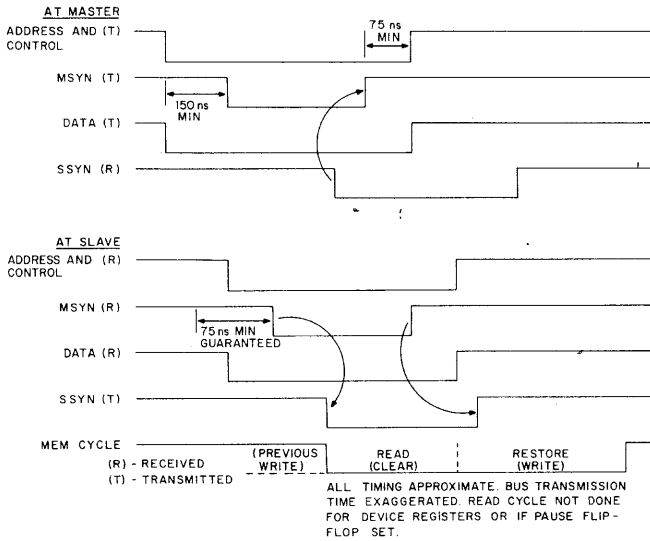 AT MASTER
ADDRESS AND (T)
CONTROL
75 ns
MIN
MSYN (T)
150 ns
MIN
DATA (T)
SSYN (R)
AT SLAVE
ADDRESS AND (R)
CONTROL
MSYN (R)
75 ns MIN
GUARANTEED
DATA (R)
SSYN (T)
MEM CYCLE
(PREVIOUS
WRITE)
READ
(CLEAR)
RESTORE
(WRITE)
(R) - RECEIVED
(T) - TRANSMITTED
ALL TIMING APPROXIMATE. BUS TRANSMISSION
TIME EXAGGERATED. READ CYCLE NOT DONE
FOR DEVICE REGISTERS OR IF PAUSE FLIP-
FLOP SET.